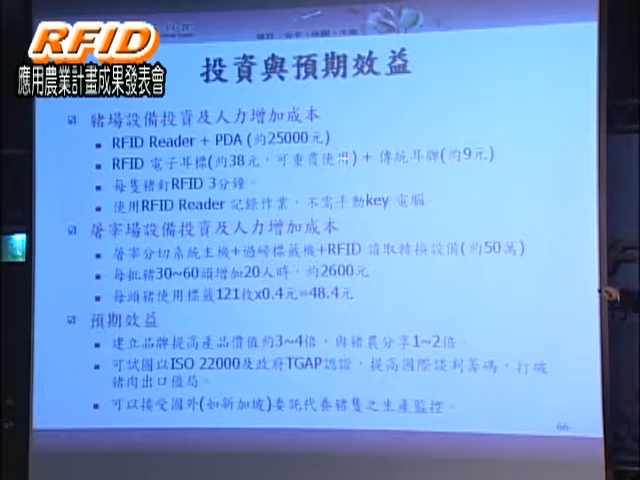 RFID
應用農業計畫成果發表會
投資與預期效益
豬場設備投資及人力增加成本
RFID Reader + PDA (約25000元)
RFID 電子耳標(約38元，可重覆使用) + 傳統耳牌(約9元)
每隻豬釘RFID 3分鐘。
使用RFID Reader 記錄作業，不需手動key 電腦。
屠宰場設備投資及人力增加成本
屠宰分切系統主機+過磅標籤機+RFID 讀取轉換設備(約50萬)
每批豬30~60頭增加20人時，約2600元
每頭豬使用標籤121枚x0.4元=48.4元
預期效益
建立品牌提高產品價值約3~4倍，與豬農分享1~2倍。
可試圖以ISO 22000及政府TGAP認證，提高國際談判籌碼，打破
豬肉出口僵局。
可以接受國外(如新加坡)委託代養豬隻之生產監控。
66